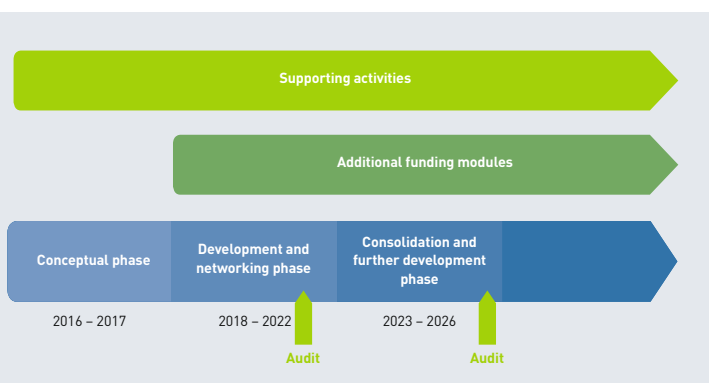 Supporting activities
Additional funding modules
Conceptual phase
Development and
networking phase
Consolidation and
further development
phase
2016 – 2017
2018 – 2022
2023 – 2026
Audit
Audit